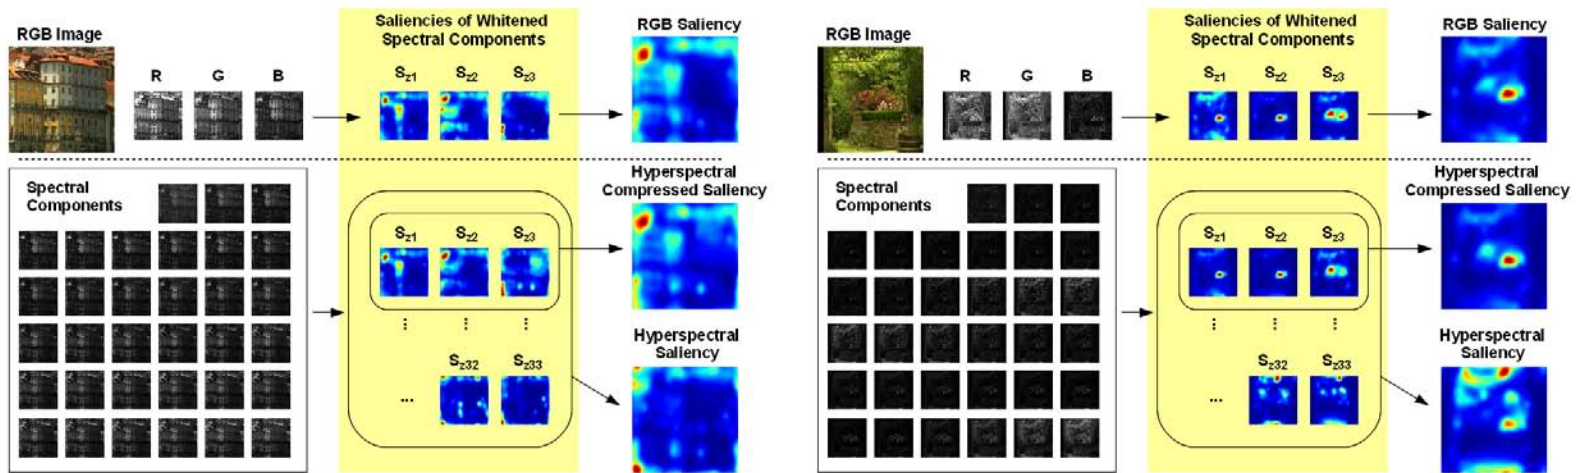 RGB Image
R G B
Saliencies of Whitened
Spectral Components
Sz1 Sz2 Sz3
RGB Saliency
Spectral
Components
Sz1 Sz2 Sz3
⋮ ⋮ ⋮
Sz32 Sz33
...
Hyperspectral
Compressed Saliency
Hyperspectral
Saliency
RGB Image
R G B
Saliencies of Whitened
Spectral Components
Sz1 Sz2 Sz3
RGB Saliency
Spectral
Components
Sz1 Sz2 Sz3
⋮ ⋮ ⋮
Sz32 Sz33
...
Hyperspectral
Compressed Saliency
Hyperspectral
Saliency